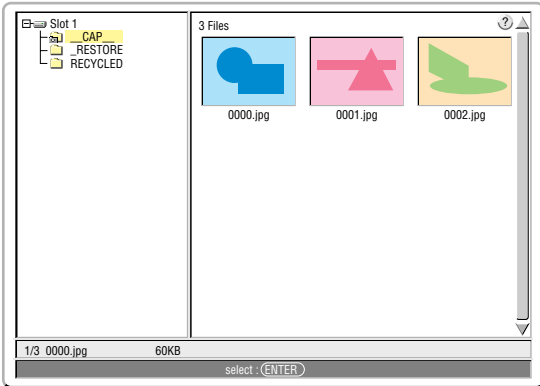 Slot 1
__CAP__
_RESTORE
RECYCLED
3 Files
?
0000.jpg 0001.jpg 0002.jpg
1/3 0000.jpg 60KB
select : ENTER